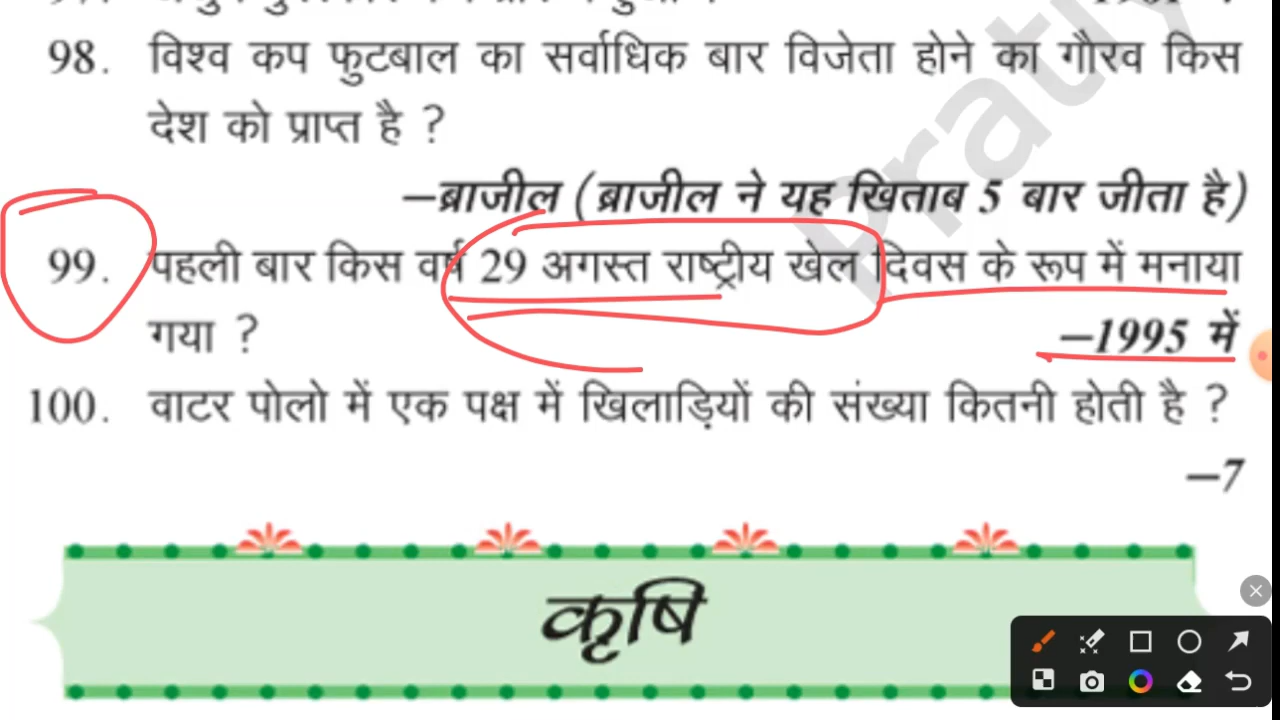 98. विश्व कप फुटबाल का सर्वाधिक बार विजेता होने का गौरव किस
देश को प्राप्त है ?
–ब्राजील (ब्राजील ने यह खिताब 5 बार जीता है)
99. पहली बार किस वर्ष 29 अगस्त राष्ट्रीय खेल दिवस के रूप में मनाया
गया ?
–1995 में
100. वाटर पोलो में एक पक्ष में खिलाड़ियों की संख्या कितनी होती है ?
–7
कृषि